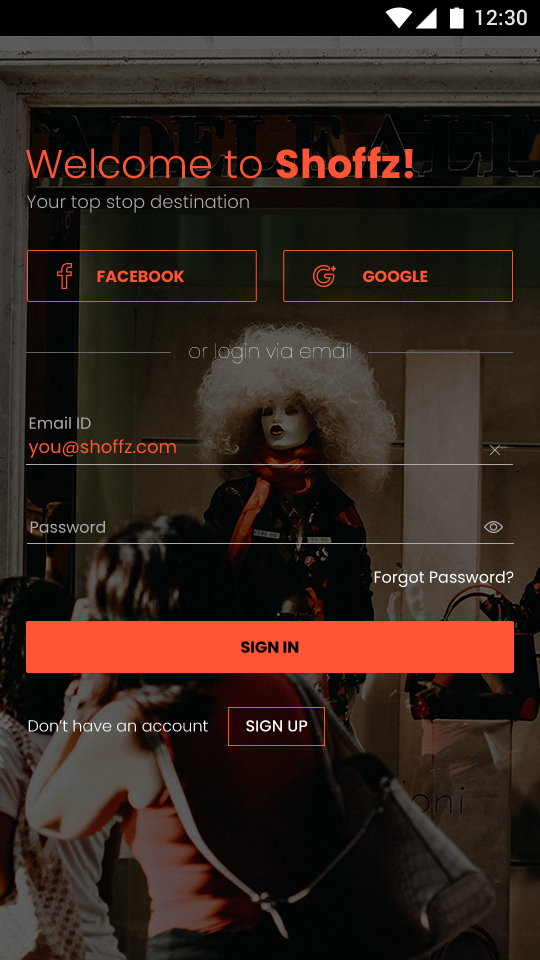 12:30
Welcome to Shoffz!
Your top stop destination
FACEBOOK
GOOGLE
or login via email
Email ID
you@shoffz.com
Password
Forgot Password?
SIGN IN
Don't have an account
SIGN UP